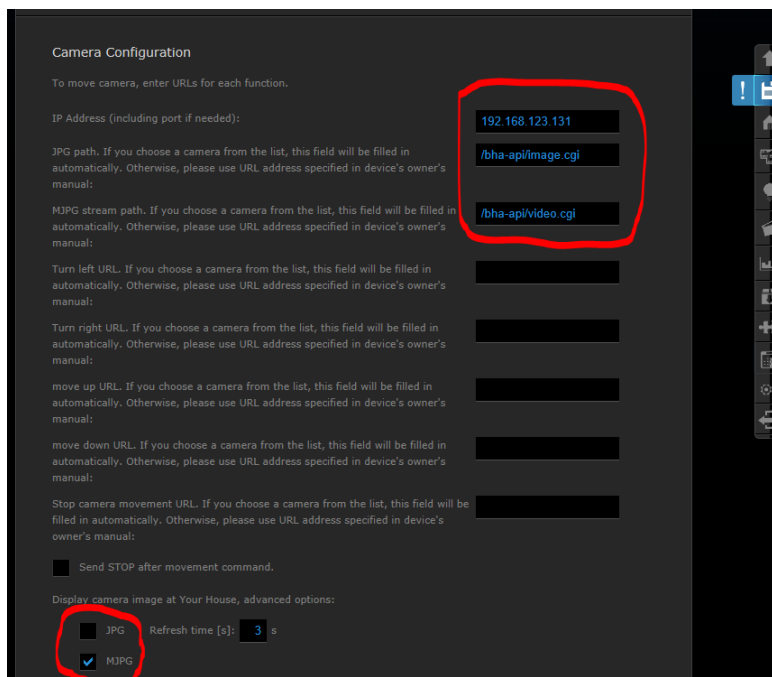 Camera Configuration
To move camera, enter URLs for each function.
IP Address (including port if needed):
192.168.123.131
JPG path. If you choose a camera from the list, this field will be filled in
automatically. Otherwise, please use URL address specified in device's owner's
manual:
/bha-api/image.cgi
MJPG stream path. If you choose a camera from the list, this field will be filled in
automatically. Otherwise, please use URL address specified in device's owner's
manual:
/bha-api/video.cgi
Turn left URL. If you choose a camera from the list, this field will be filled in
automatically. Otherwise, please use URL address specified in device's owner's
manual:
Turn right URL. If you choose a camera from the list, this field will be filled in
automatically. Otherwise, please use URL address specified in device's owner's
manual:
move up URL. If you choose a camera from the list, this field will be filled in
automatically. Otherwise, please use URL address specified in device's owner's
manual:
move down URL. If you choose a camera from the list, this field will be filled in
automatically. Otherwise, please use URL address specified in device's owner's
manual:
Stop camera movement URL. If you choose a camera from the list, this field will be
filled in automatically. Otherwise, please use URL address specified in device's
owner's manual:
Send STOP after movement command.
Display camera image at Your House, advanced options:
JPG Refresh time [s]: 3 s
MJPG
!